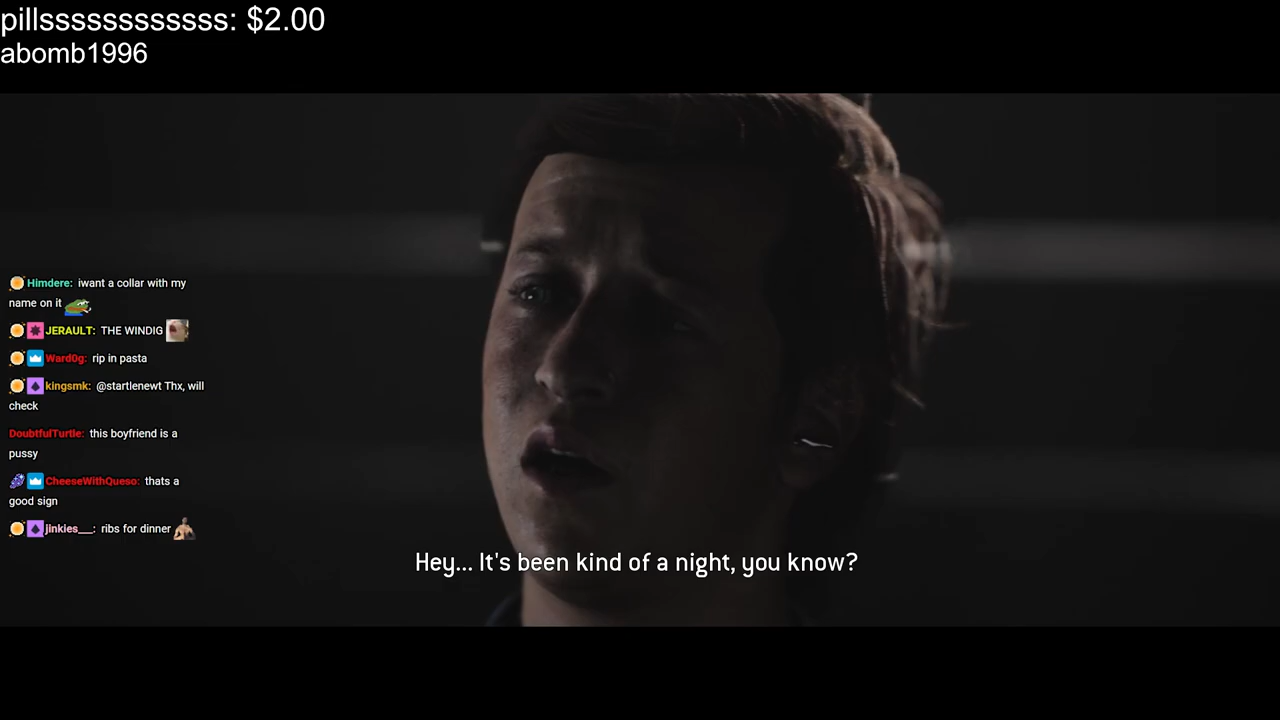 pillssssssssssss: $2.00
abomb1996
Himdere: iwant a collar with my
name on it
JERAULT: THE WINDIG
Ward0g: rip in pasta
kingsmk: @startlenewt Thx, will
check
DoubtfulTurtle: this boyfriend is a
pussy
CheeseWithQueso: thats a
good sign
jinkies__: ribs for dinner
Hey... It's been kind of a night, you know?